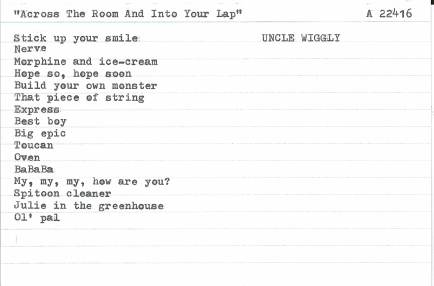 "Across The Room And Into Your Lap" A 22416
Stick up your smile UNCLE WIGGLY
Nerve
Morphine and ice-cream
Hope so, hope soon
Build your own monster
That piece of string
Express
Best boy
Big epic
Toucan
Oven
BaBaBa
My, my, my, how are you?
Spitoon cleaner
Julie in the greenhouse
Ol' pal